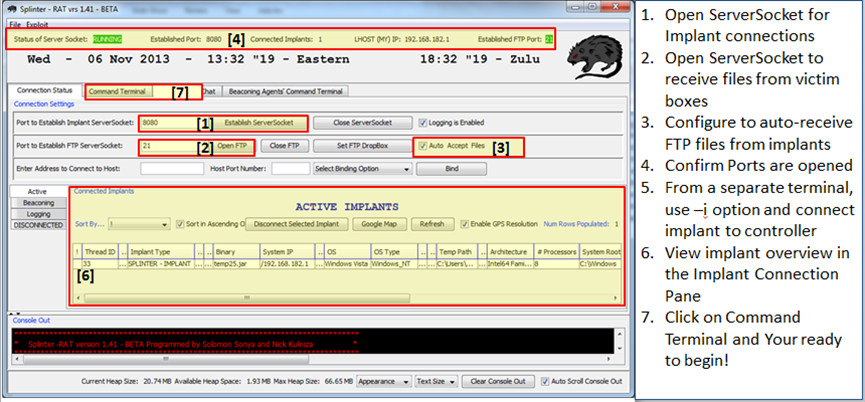 Splinter - RAT vrs 1.41 - BETA
File Exploit
Status of Server Socket: RUNNING Established Port: 8080 [4] Connected Implants: 1 LHOST (MY) IP: 192.168.182.1 Established FTP Port: 21
Wed - 06 Nov 2013 - 13:32 "19 - Eastern 18:32 "19 - Zulu
Connection Status Command Terminal [7] Chat Beaconing Agents' Command Terminal
Connection Settings
Port to Establish Implant ServerSocket: 8080 [1] Establish ServerSocket Close ServerSocket Logging is Enabled
Port to Establish FTP ServerSocket: 21 [2] Open FTP Close FTP Set FTP DropBox Auto Accept Files [3]
Enter Address to Connect to Host: Host Port Number: Select Binding Option Bind
Active
Beaconing
Logging
DISCONNECTED
Connected Implants
ACTIVE IMPLANTS
Sort By... ! Sort in Ascending O Disconnect Selected Implant Google Map Refresh Enable GPS Resolution Num Rows Populated: 1
! Thread ID ... Implant Type ... ... Binary System IP ... OS OS Type ... ... Temp Path ... Architecture # Processors System Root
33 ... SPLINTER - IMPLANT ... ... temp25.jar /192.168.182.1 ... Windows Vista Windows_NT ... ... C:\Users\... ... Intel64 Fami... 8 C:\Windows
[6]
Console Out
* Splinter -RAT version 1.41 - BETA Programmed by Solomon Sonya and Nick Kulesza *
Current Heap Size: 20.74 MB Available Heap Space: 1.93 MB Max Heap Size: 66.65 MB Appearance Text Size Clear Console Out Auto Scroll Console Out
1. Open ServerSocket for
Implant connections
2. Open ServerSocket to
receive files from victim
boxes
3. Configure to auto-receive
FTP files from implants
4. Confirm Ports are opened
5. From a separate terminal,
use –i option and connect
implant to controller
6. View implant overview in
the Implant Connection
Pane
7. Click on Command
Terminal and Your ready
to begin!